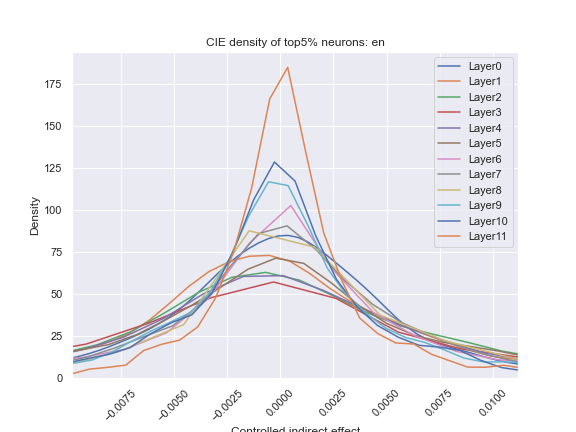 CIE density of top5% neurons: en
Density
175
150
125
100
75
50
25
0
-0.0075
-0.0050
-0.0025
0.0000
0.0025
0.0050
0.0075
0.0100
Controlled indirect effect
Layer0
Layer1
Layer2
Layer3
Layer4
Layer5
Layer6
Layer7
Layer8
Layer9
Layer10
Layer11